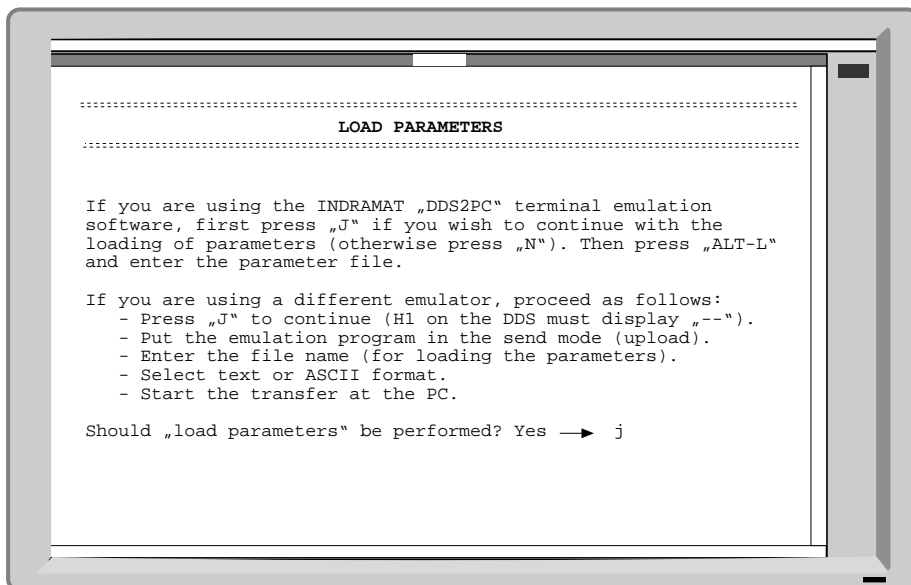 LOAD PARAMETERS
If you are using the INDRAMAT „DDS2PC“ terminal emulation
software, first press „J“ if you wish to continue with the
loading of parameters (otherwise press „N“). Then press „ALT-L“
and enter the parameter file.
If you are using a different emulator, proceed as follows:
- Press „J“ to continue (H1 on the DDS must display „--“).
- Put the emulation program in the send mode (upload).
- Enter the file name (for loading the parameters).
- Select text or ASCII format.
- Start the transfer at the PC.
Should „load parameters“ be performed? Yes → j